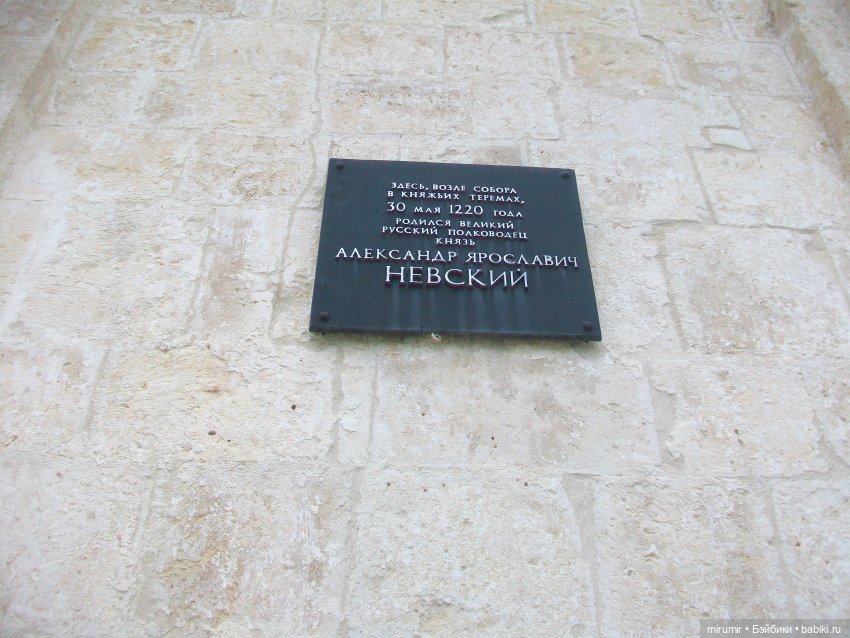 ЗДЕСЬ, ВОЗЛЕ СОБОРА
В КНЯЖЬИХ ТЕРЕМАХ,
30 МАЯ 1220 ГОДА
РОДИЛСЯ ВЕЛИКИЙ
РУССКИЙ ПОЛКОВОДЕЦ
КНЯЗЬ
АЛЕКСАНДР ЯРОСЛАВИЧ
НЕВСКИЙ
mirumir • Бэйбики • babiki.ru